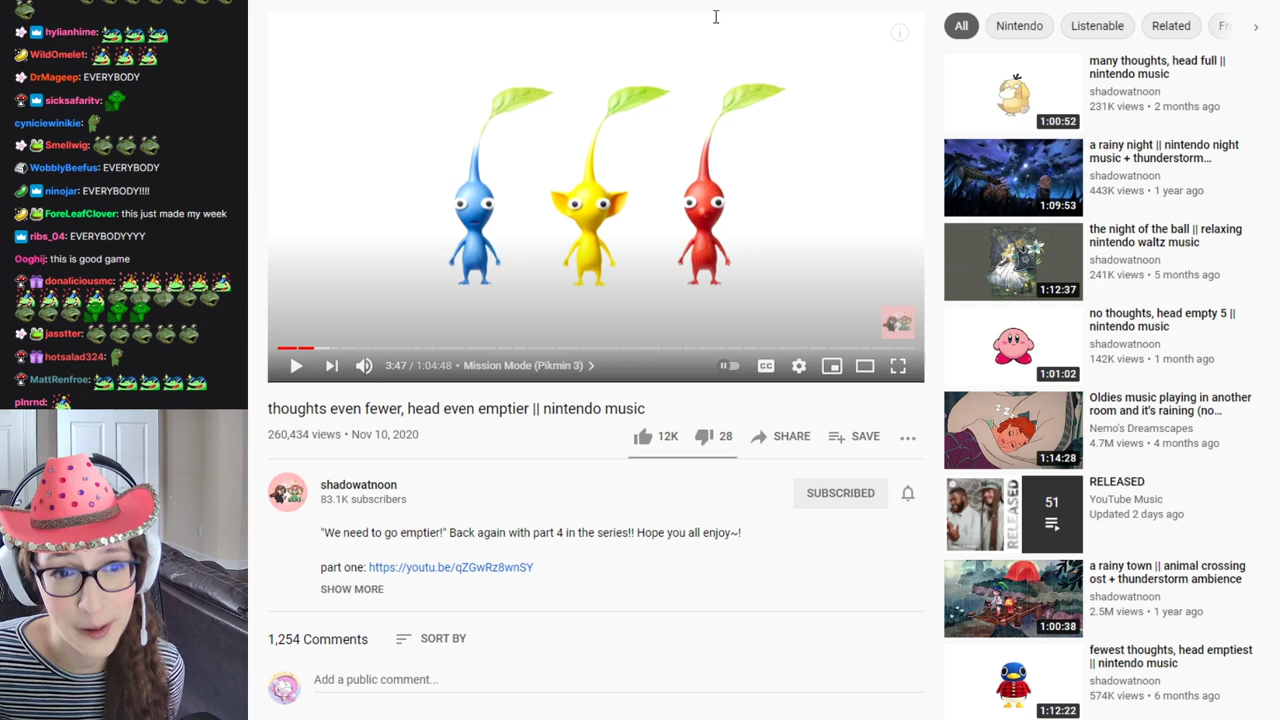 hylianhime:
WildOmelet:
DrMageep: EVERYBODY
sicksafaritv:
cyniciewinikie:
Smellwig:
WobblyBeefus: EVERYBODY
ninojar: EVERYBODY!!!!
ForeLeafClover: this just made my week
ribs_04: EVERYBODYYYY
Ooghij: this is good game
donaliciousmc:
jasstter:
hotsalad324:
MattRenfroe:
plnrnd:
3:47 / 1:04:48 • Mission Mode (Pikmin 3)
CC
thoughts even fewer, head even emptier || nintendo music
260,434 views • Nov 10, 2020
12K
28
SHARE
SAVE
shadowatnoon
83.1K subscribers
SUBSCRIBED
"We need to go emptier!" Back again with part 4 in the series!! Hope you all enjoy~!
part one: https://youtu.be/qZGwRz8wnSY
SHOW MORE
1,254 Comments
SORT BY
Add a public comment...
All
Nintendo
Listenable
Related
many thoughts, head full ||
nintendo music
shadowatnoon
231K views • 2 months ago
1:00:52
a rainy night || nintendo night
music + thunderstorm...
shadowatnoon
443K views • 1 year ago
1:09:53
the night of the ball || relaxing
nintendo waltz music
shadowatnoon
241K views • 5 months ago
1:12:37
no thoughts, head empty 5 ||
nintendo music
shadowatnoon
142K views • 1 month ago
1:01:02
Oldies music playing in another
room and it's raining (no...
Nemo's Dreamscapes
4.7M views • 4 months ago
1:14:28
RELEASED
YouTube Music
Updated 2 days ago
RELEASED
51
a rainy town || animal crossing
ost + thunderstorm ambience
shadowatnoon
2.5M views • 1 year ago
1:00:38
fewest thoughts, head emptiest
|| nintendo music
shadowatnoon
574K views • 6 months ago
1:12:22